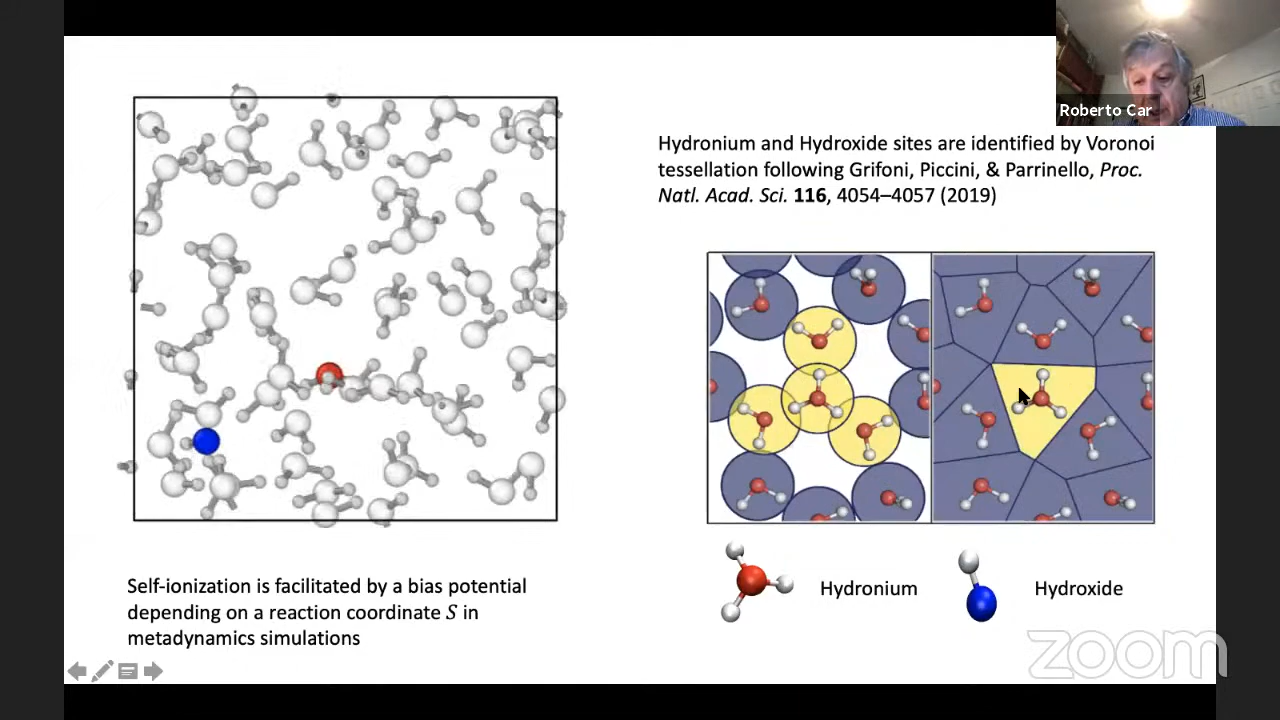 Roberto Car
Hydronium and Hydroxide sites are identified by Voronoi
tessellation following Grifoni, Piccini, & Parrinello, Proc.
Natl. Acad. Sci. 116, 4054–4057 (2019)
Self-ionization is facilitated by a bias potential
depending on a reaction coordinate S in
metadynamics simulations
Hydronium
Hydroxide
zoom